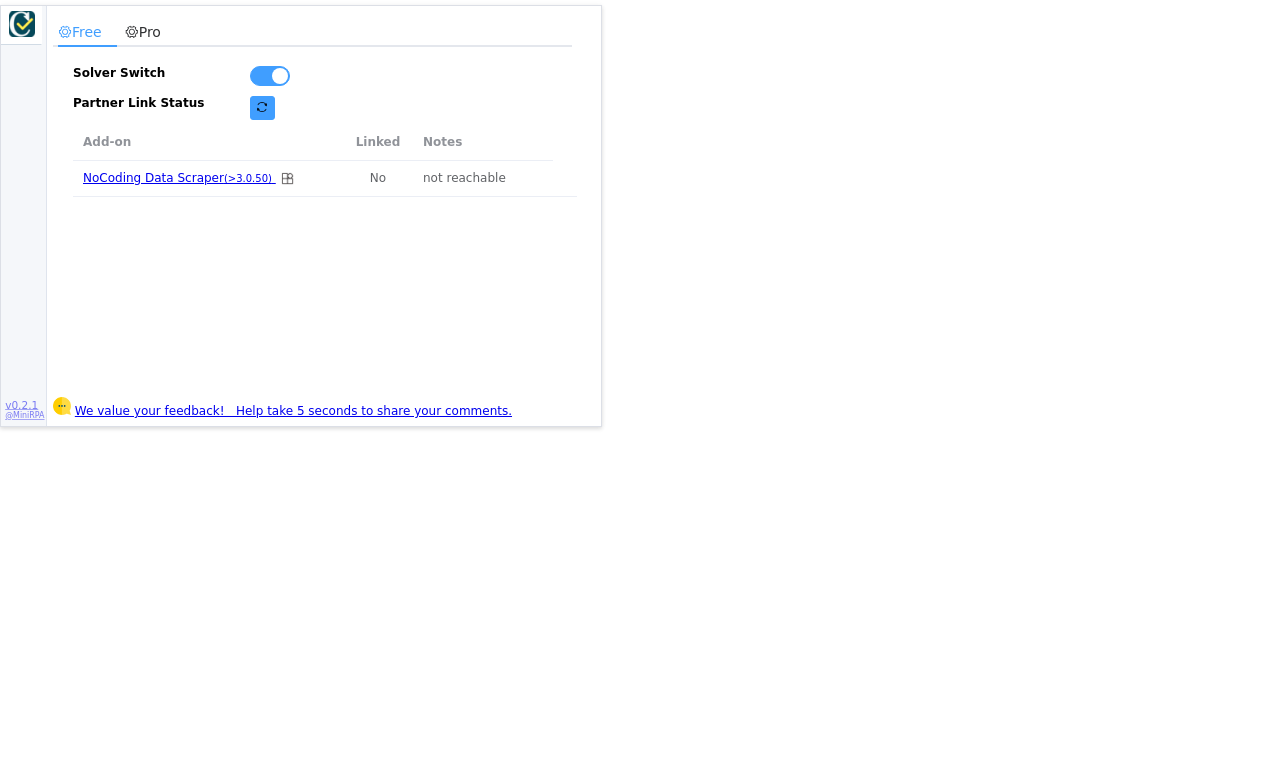 Free Pro
Solver Switch
Partner Link Status
Add-on Linked Notes
NoCoding Data Scraper(>3.0.50) No not reachable
v0.2.1
@MiniRPA
We value your feedback! Help take 5 seconds to share your comments.